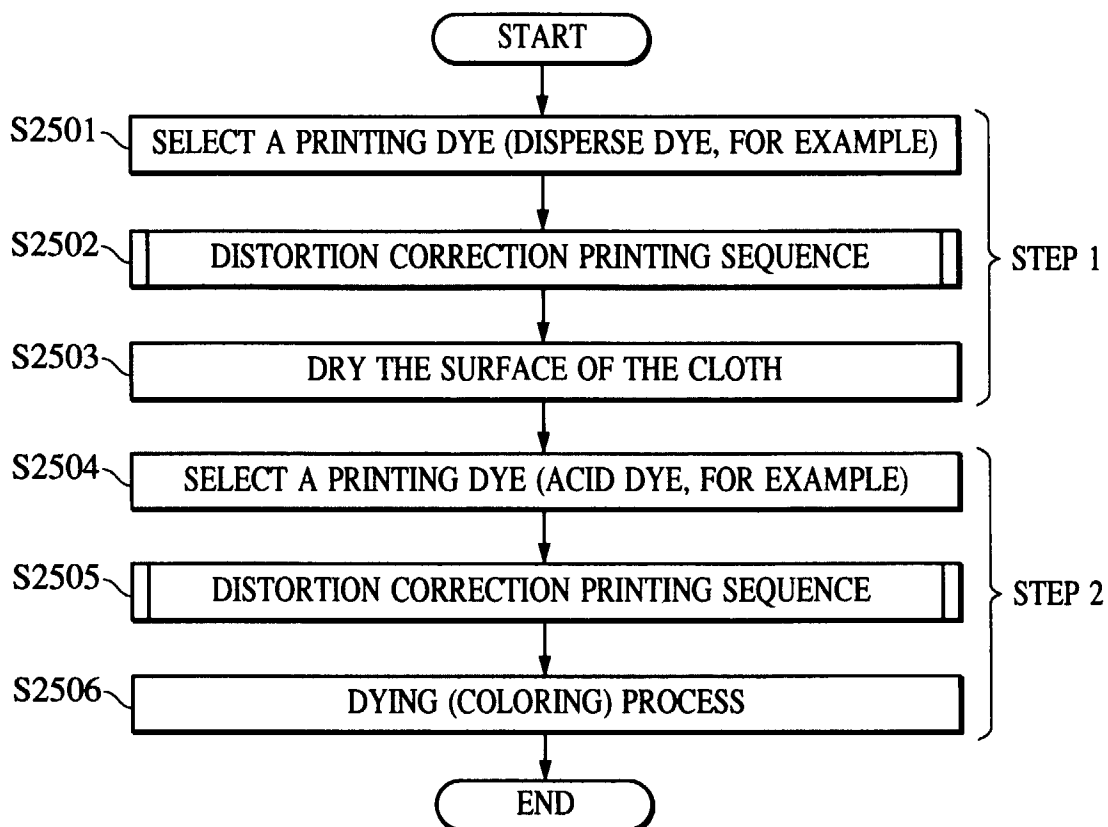 START
S2501
SELECT A PRINTING DYE (DISPERSE DYE, FOR EXAMPLE)
S2502
DISTORTION CORRECTION PRINTING SEQUENCE
STEP 1
S2503
DRY THE SURFACE OF THE CLOTH
S2504
SELECT A PRINTING DYE (ACID DYE, FOR EXAMPLE)
S2505
DISTORTION CORRECTION PRINTING SEQUENCE
STEP 2
S2506
DYING (COLORING) PROCESS
END